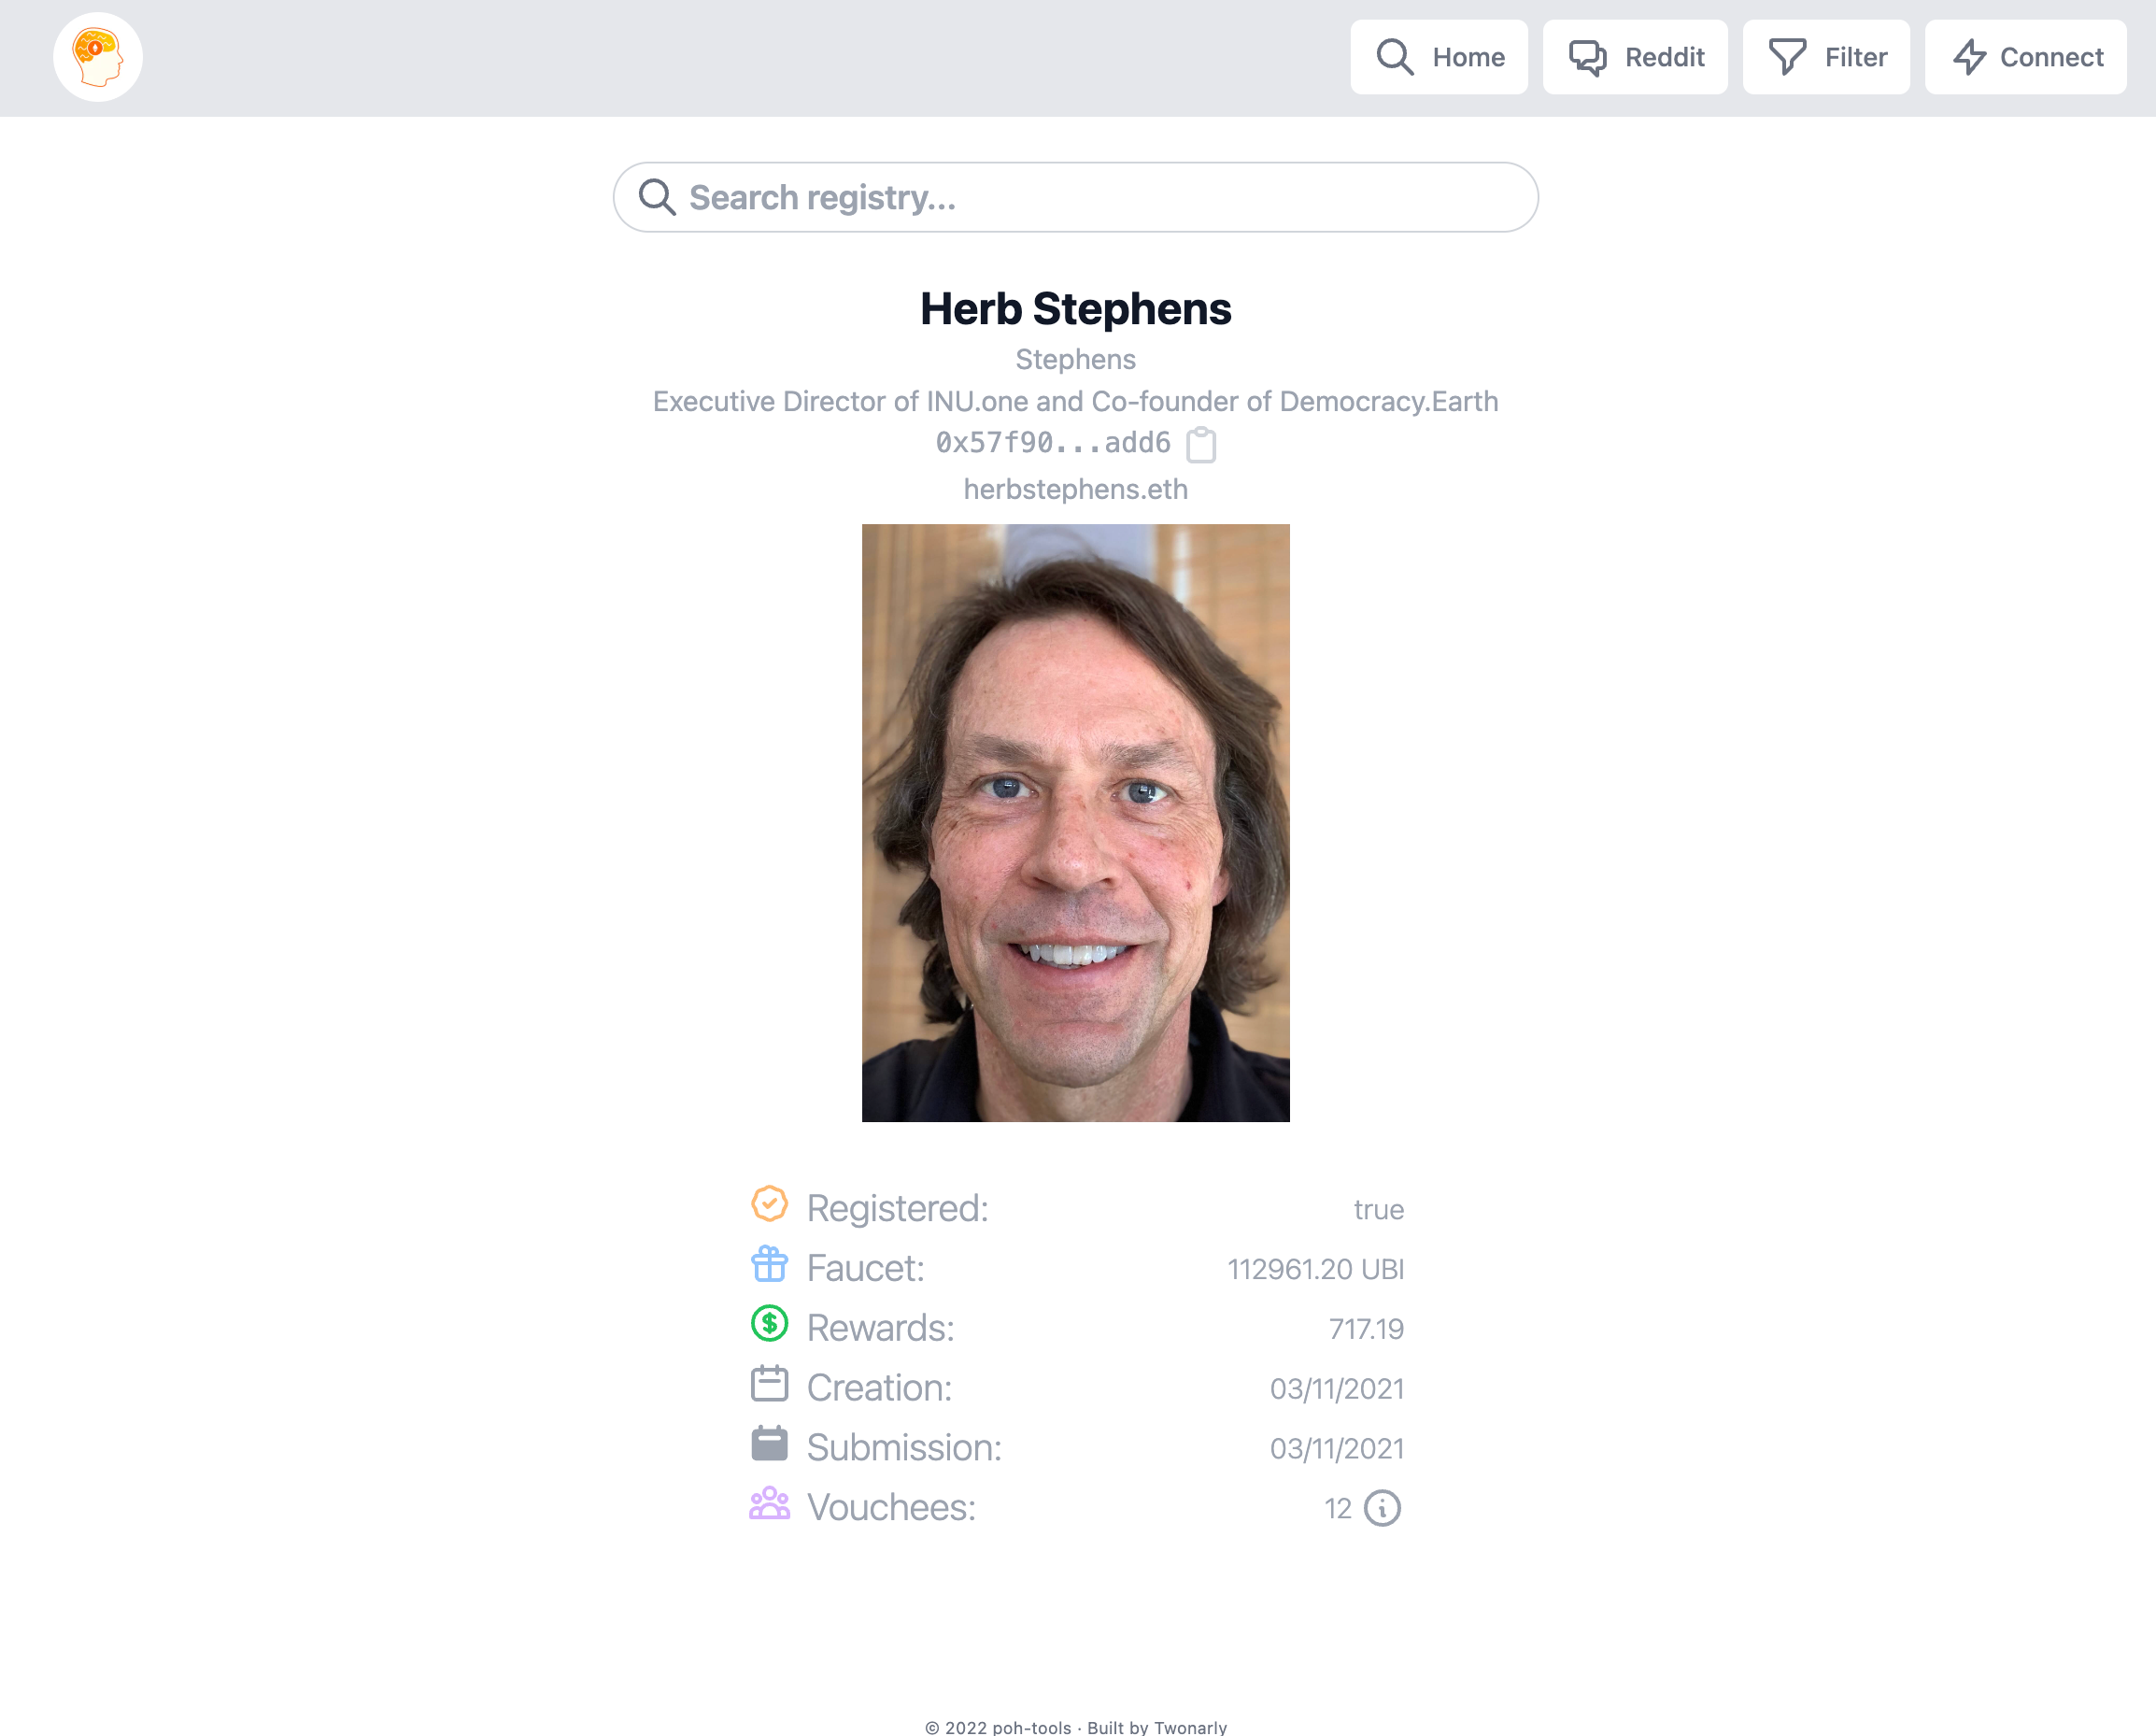 Home Reddit Filter Connect
Search registry...
Herb Stephens
Stephens
Executive Director of INU.one and Co-founder of Democracy.Earth
0x57f90...add6
herbstephens.eth
Registered: true
Faucet: 112961.20 UBI
Rewards: 717.19
Creation: 03/11/2021
Submission: 03/11/2021
Vouchees: 12
© 2022 poh-tools · Built by Twonarly